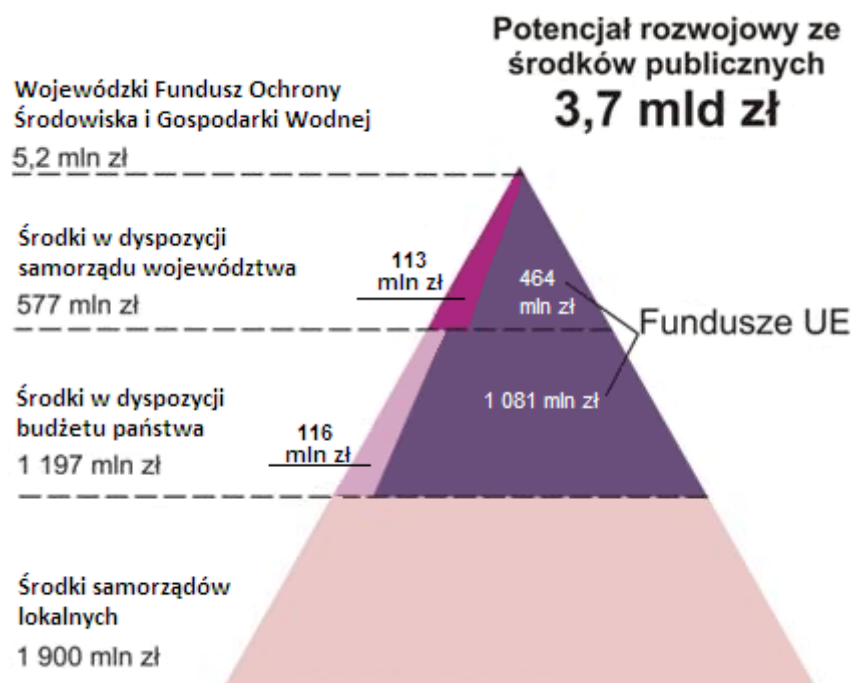 Potencjał rozwojowy ze
środków publicznych
3,7 mld zł
Wojewódzki Fundusz Ochrony
Środowiska i Gospodarki Wodnej
5,2 mln zł
Środki w dyspozycji
samorządu województwa
577 mln zł
113
mln zł
464
mln zł
Fundusze UE
Środki w dyspozycji
budżetu państwa
1 197 mln zł
116
mln zł
1 081 mln zł
Środki samorządów
lokalnych
1 900 mln zł